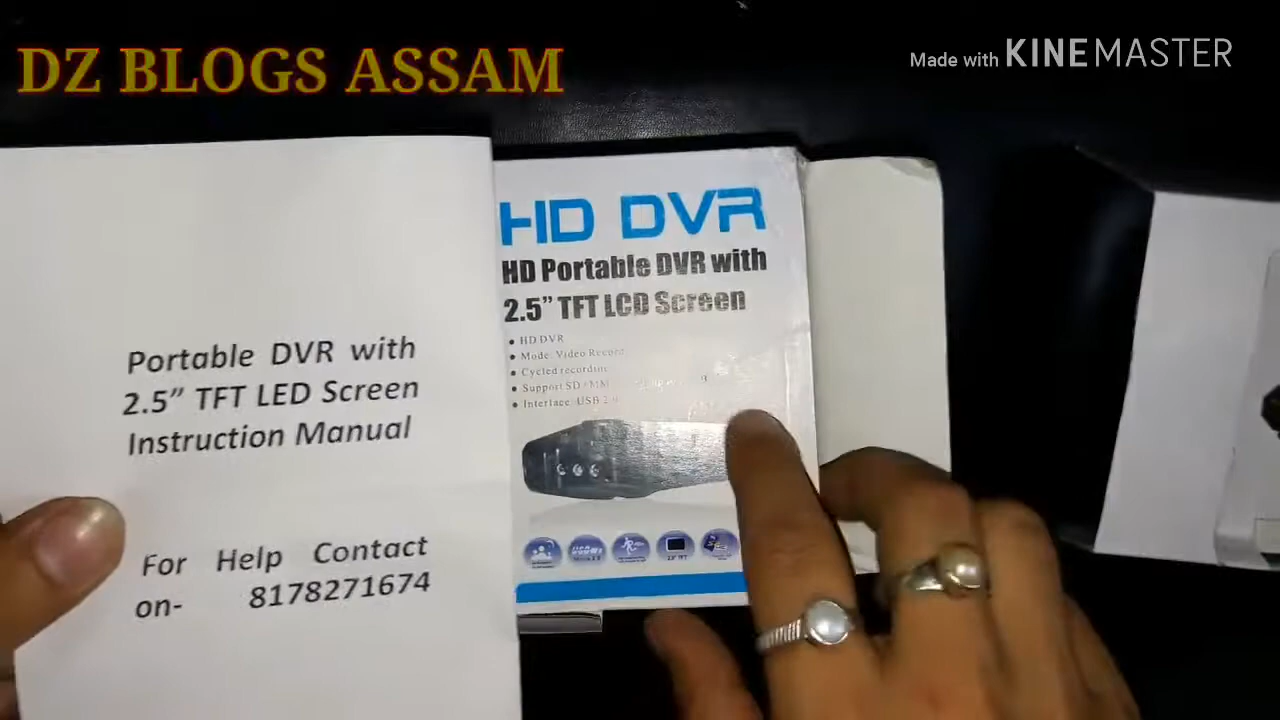 DZ BLOGS ASSAM
Made with KINEMASTER
Portable DVR with
2.5” TFT LED Screen
Instruction Manual
For Help Contact
on- 8178271674
HD DVR
HD Portable DVR with
2.5” TFT LCD Screen
HD DVR
Mode: Video Record
Cycled recording
Support SD/MM
Interface: USB 2.0